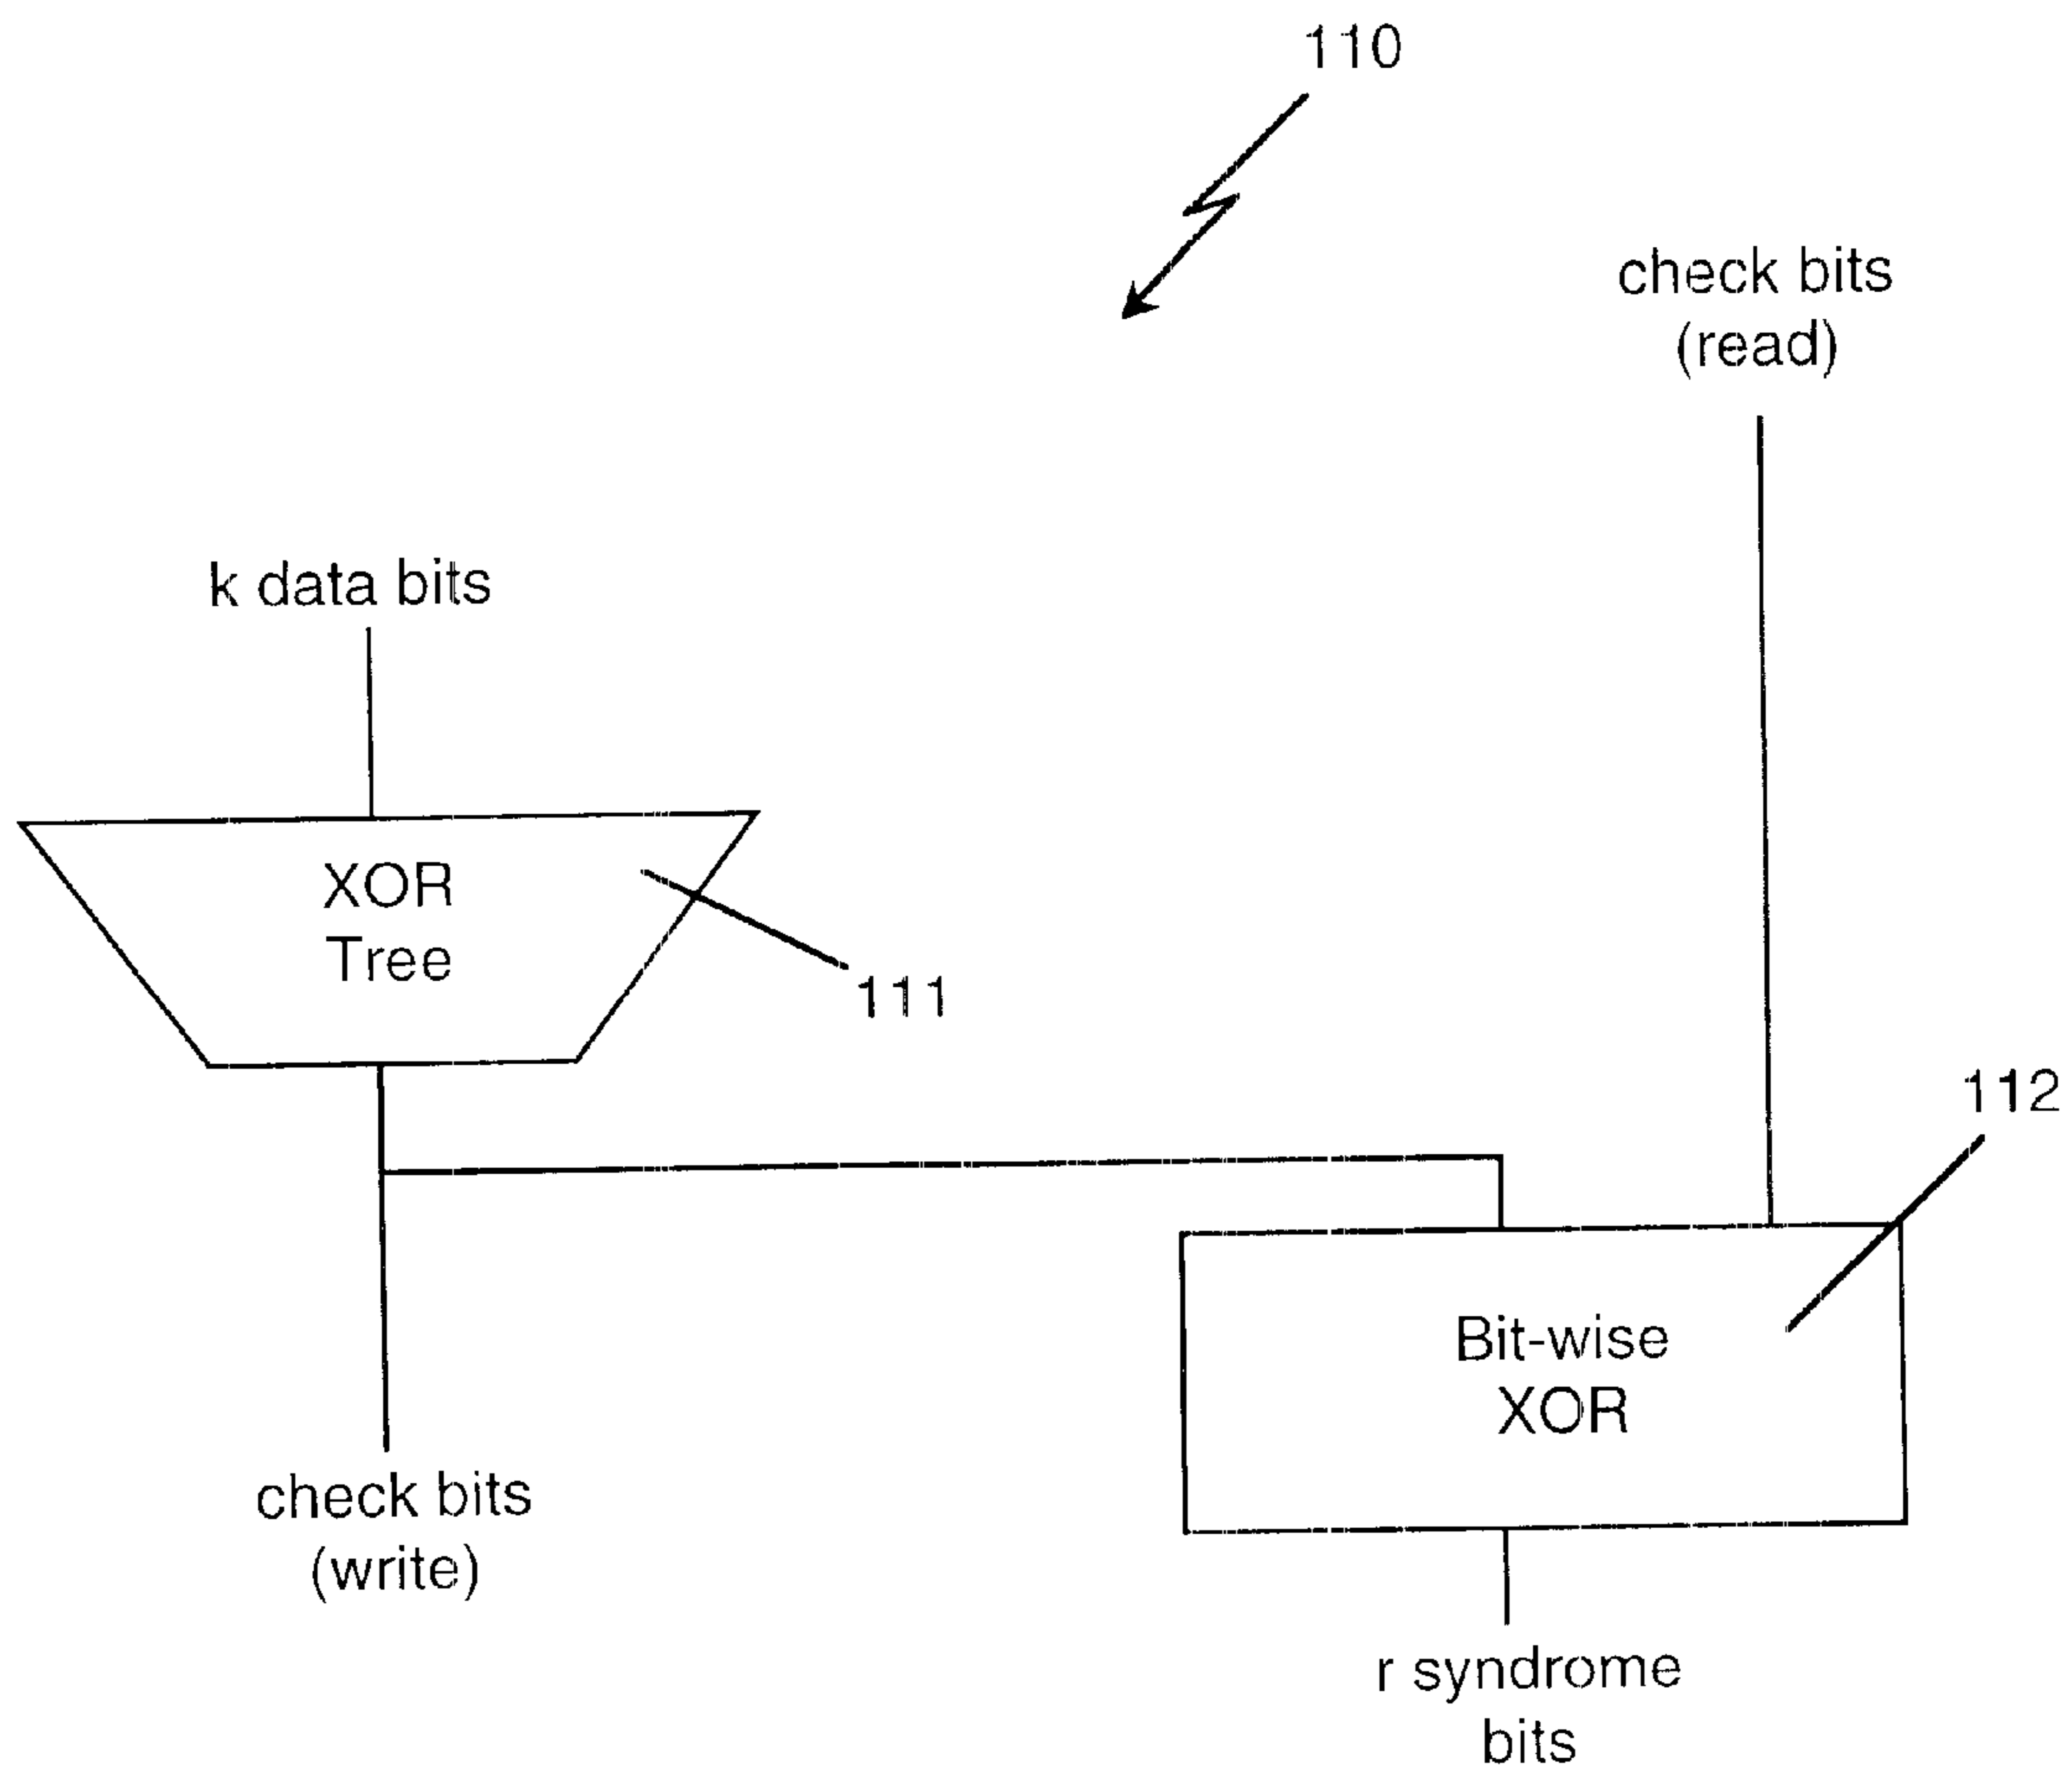 110
check bits
(read)
k data bits
XOR
Tree
111
112
Bit-wise
XOR
check bits
(write)
r syndrome
bits